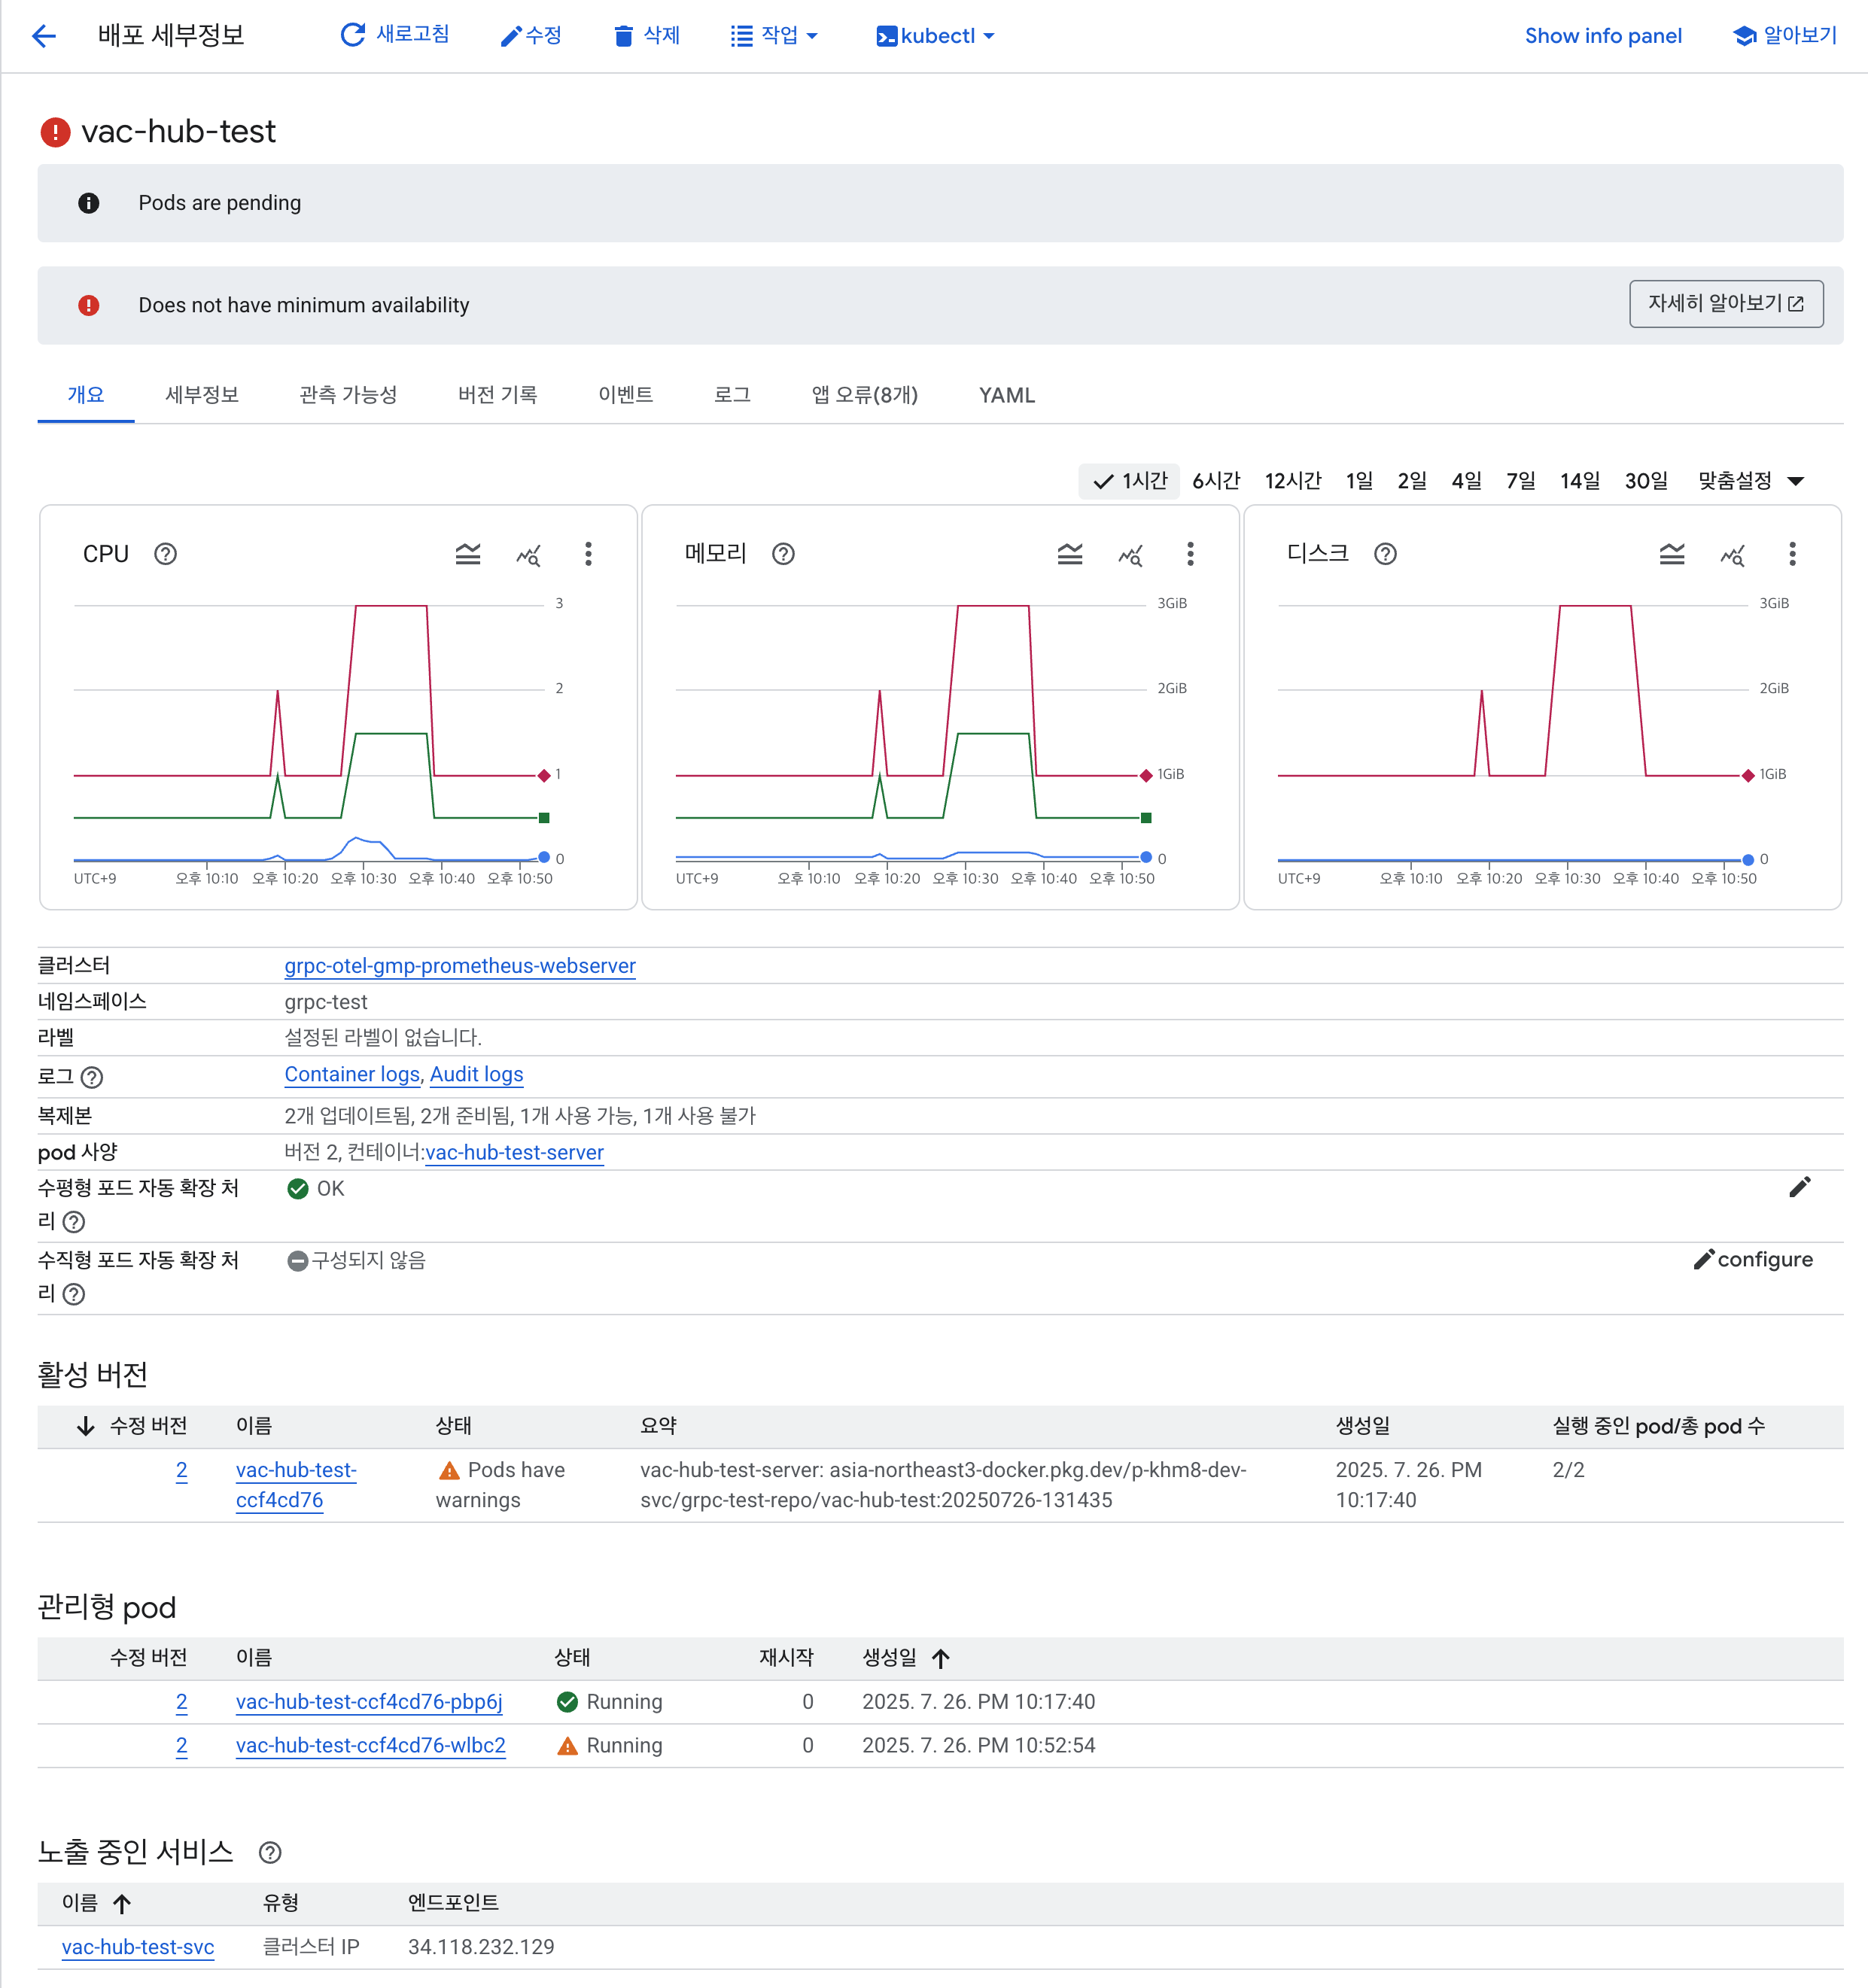 배포 세부정보
새로고침
수정
삭제
작업
kubectl
Show info panel
알아보기
vac-hub-test
Pods are pending
Does not have minimum availability
자세히 알아보기
개요 세부정보 관측 가능성 버전 기록 이벤트 로그 앱 오류(8개) YAML
1시간 6시간 12시간 1일 2일 4일 7일 14일 30일 맞춤설정
CPU
3
2
1
0
UTC+9 오후 10:10 오후 10:20 오후 10:30 오후 10:40 오후 10:50
메모리
3GiB
2GiB
1GiB
0
UTC+9 오후 10:10 오후 10:20 오후 10:30 오후 10:40 오후 10:50
디스크
3GiB
2GiB
1GiB
0
UTC+9 오후 10:10 오후 10:20 오후 10:30 오후 10:40 오후 10:50
클러스터 grpc-otel-gmp-prometheus-webserver
네임스페이스 grpc-test
라벨 설정된 라벨이 없습니다.
로그 Container logs, Audit logs
복제본 2개 업데이트됨, 2개 준비됨, 1개 사용 가능, 1개 사용 불가
pod 사양 버전 2, 컨테이너:vac-hub-test-server
수평형 포드 자동 확장 처 OK
리
수직형 포드 자동 확장 처 구성되지 않음 configure
리
활성 버전
수정 버전 이름 상태 요약 생성일 실행 중인 pod/총 pod 수
2 vac-hub-test- Pods have vac-hub-test-server: asia-northeast3-docker.pkg.dev/p-khm8-dev- 2025. 7. 26. PM 2/2
ccf4cd76 warnings svc/grpc-test-repo/vac-hub-test:20250726-131435 10:17:40
관리형 pod
수정 버전 이름 상태 재시작 생성일
2 vac-hub-test-ccf4cd76-pbp6j Running 0 2025. 7. 26. PM 10:17:40
2 vac-hub-test-ccf4cd76-wlbc2 Running 0 2025. 7. 26. PM 10:52:54
노출 중인 서비스
이름 유형 엔드포인트
vac-hub-test-svc 클러스터 IP 34.118.232.129